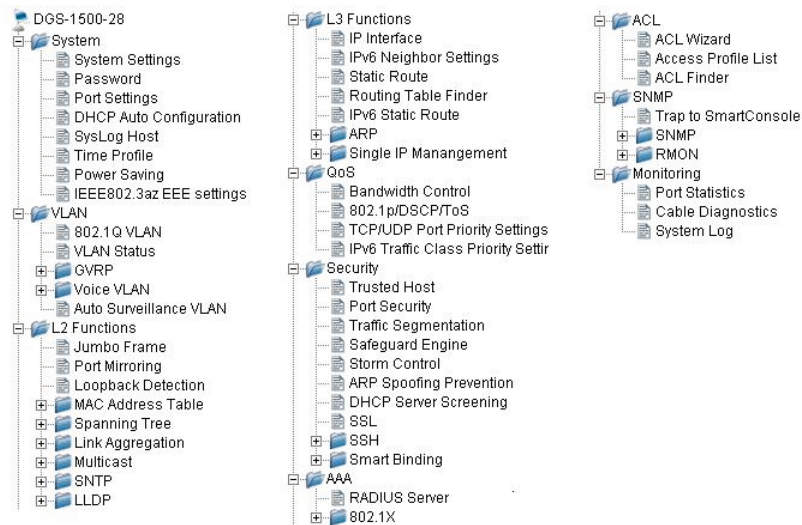 DGS-1500-28
System
System Settings
Password
Port Settings
DHCP Auto Configuration
SysLog Host
Time Profile
Power Saving
IEEE802.3az EEE settings
VLAN
802.1Q VLAN
VLAN Status
GVRP
Voice VLAN
Auto Surveillance VLAN
L2 Functions
Jumbo Frame
Port Mirroring
Loopback Detection
MAC Address Table
Spanning Tree
Link Aggregation
Multicast
SNTP
LLDP
L3 Functions
IP Interface
IPv6 Neighbor Settings
Static Route
Routing Table Finder
IPv6 Static Route
ARP
Single IP Manangement
QoS
Bandwidth Control
802.1p/DSCP/ToS
TCP/UDP Port Priority Settings
IPv6 Traffic Class Priority Settir
Security
Trusted Host
Port Security
Traffic Segmentation
Safeguard Engine
Storm Control
ARP Spoofing Prevention
DHCP Server Screening
SSL
SSH
Smart Binding
AAA
RADIUS Server
802.1X
ACL
ACL Wizard
Access Profile List
ACL Finder
SNMP
Trap to SmartConsole
SNMP
RMON
Monitoring
Port Statistics
Cable Diagnostics
System Log